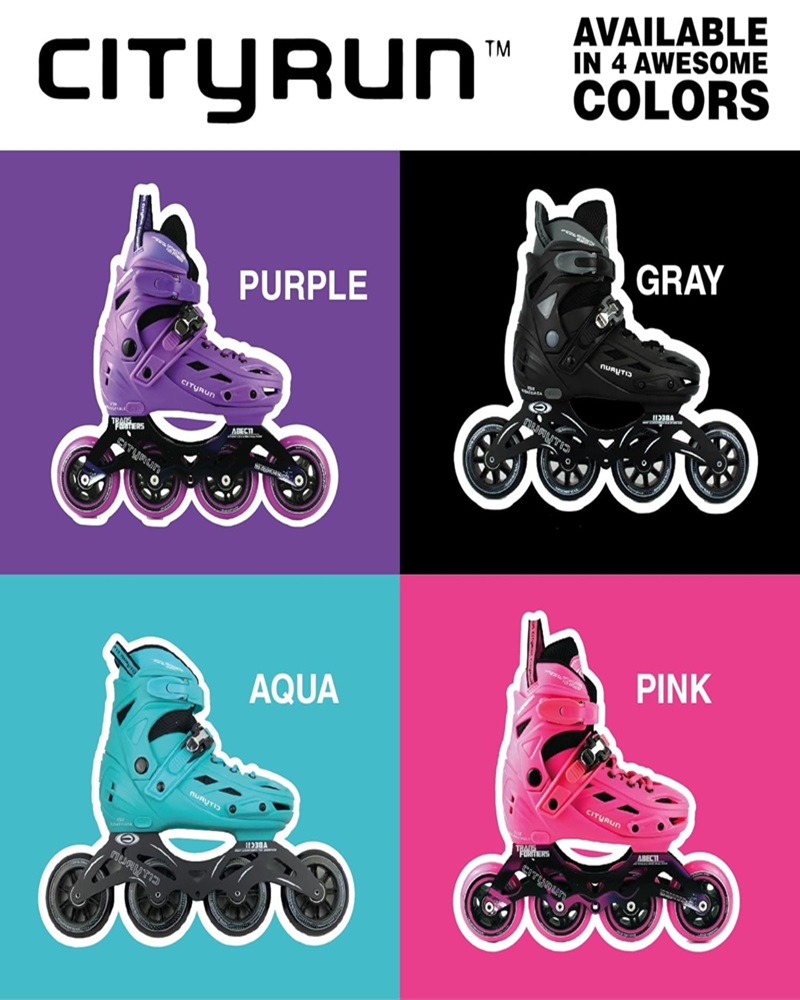 CITYRUN™
AVAILABLE
IN 4 AWESOME
COLORS
PURPLE
CITYRUN
TRANS
FORMERS
ABEC11
CITYRUN
GRAY
CITYRUN
ABEC11
CITYRUN
AQUA
CITYRUN
ABEC11
CITYRUN
PINK
CITYRUN
TRANS
FORMERS
ABEC11
CITYRUN